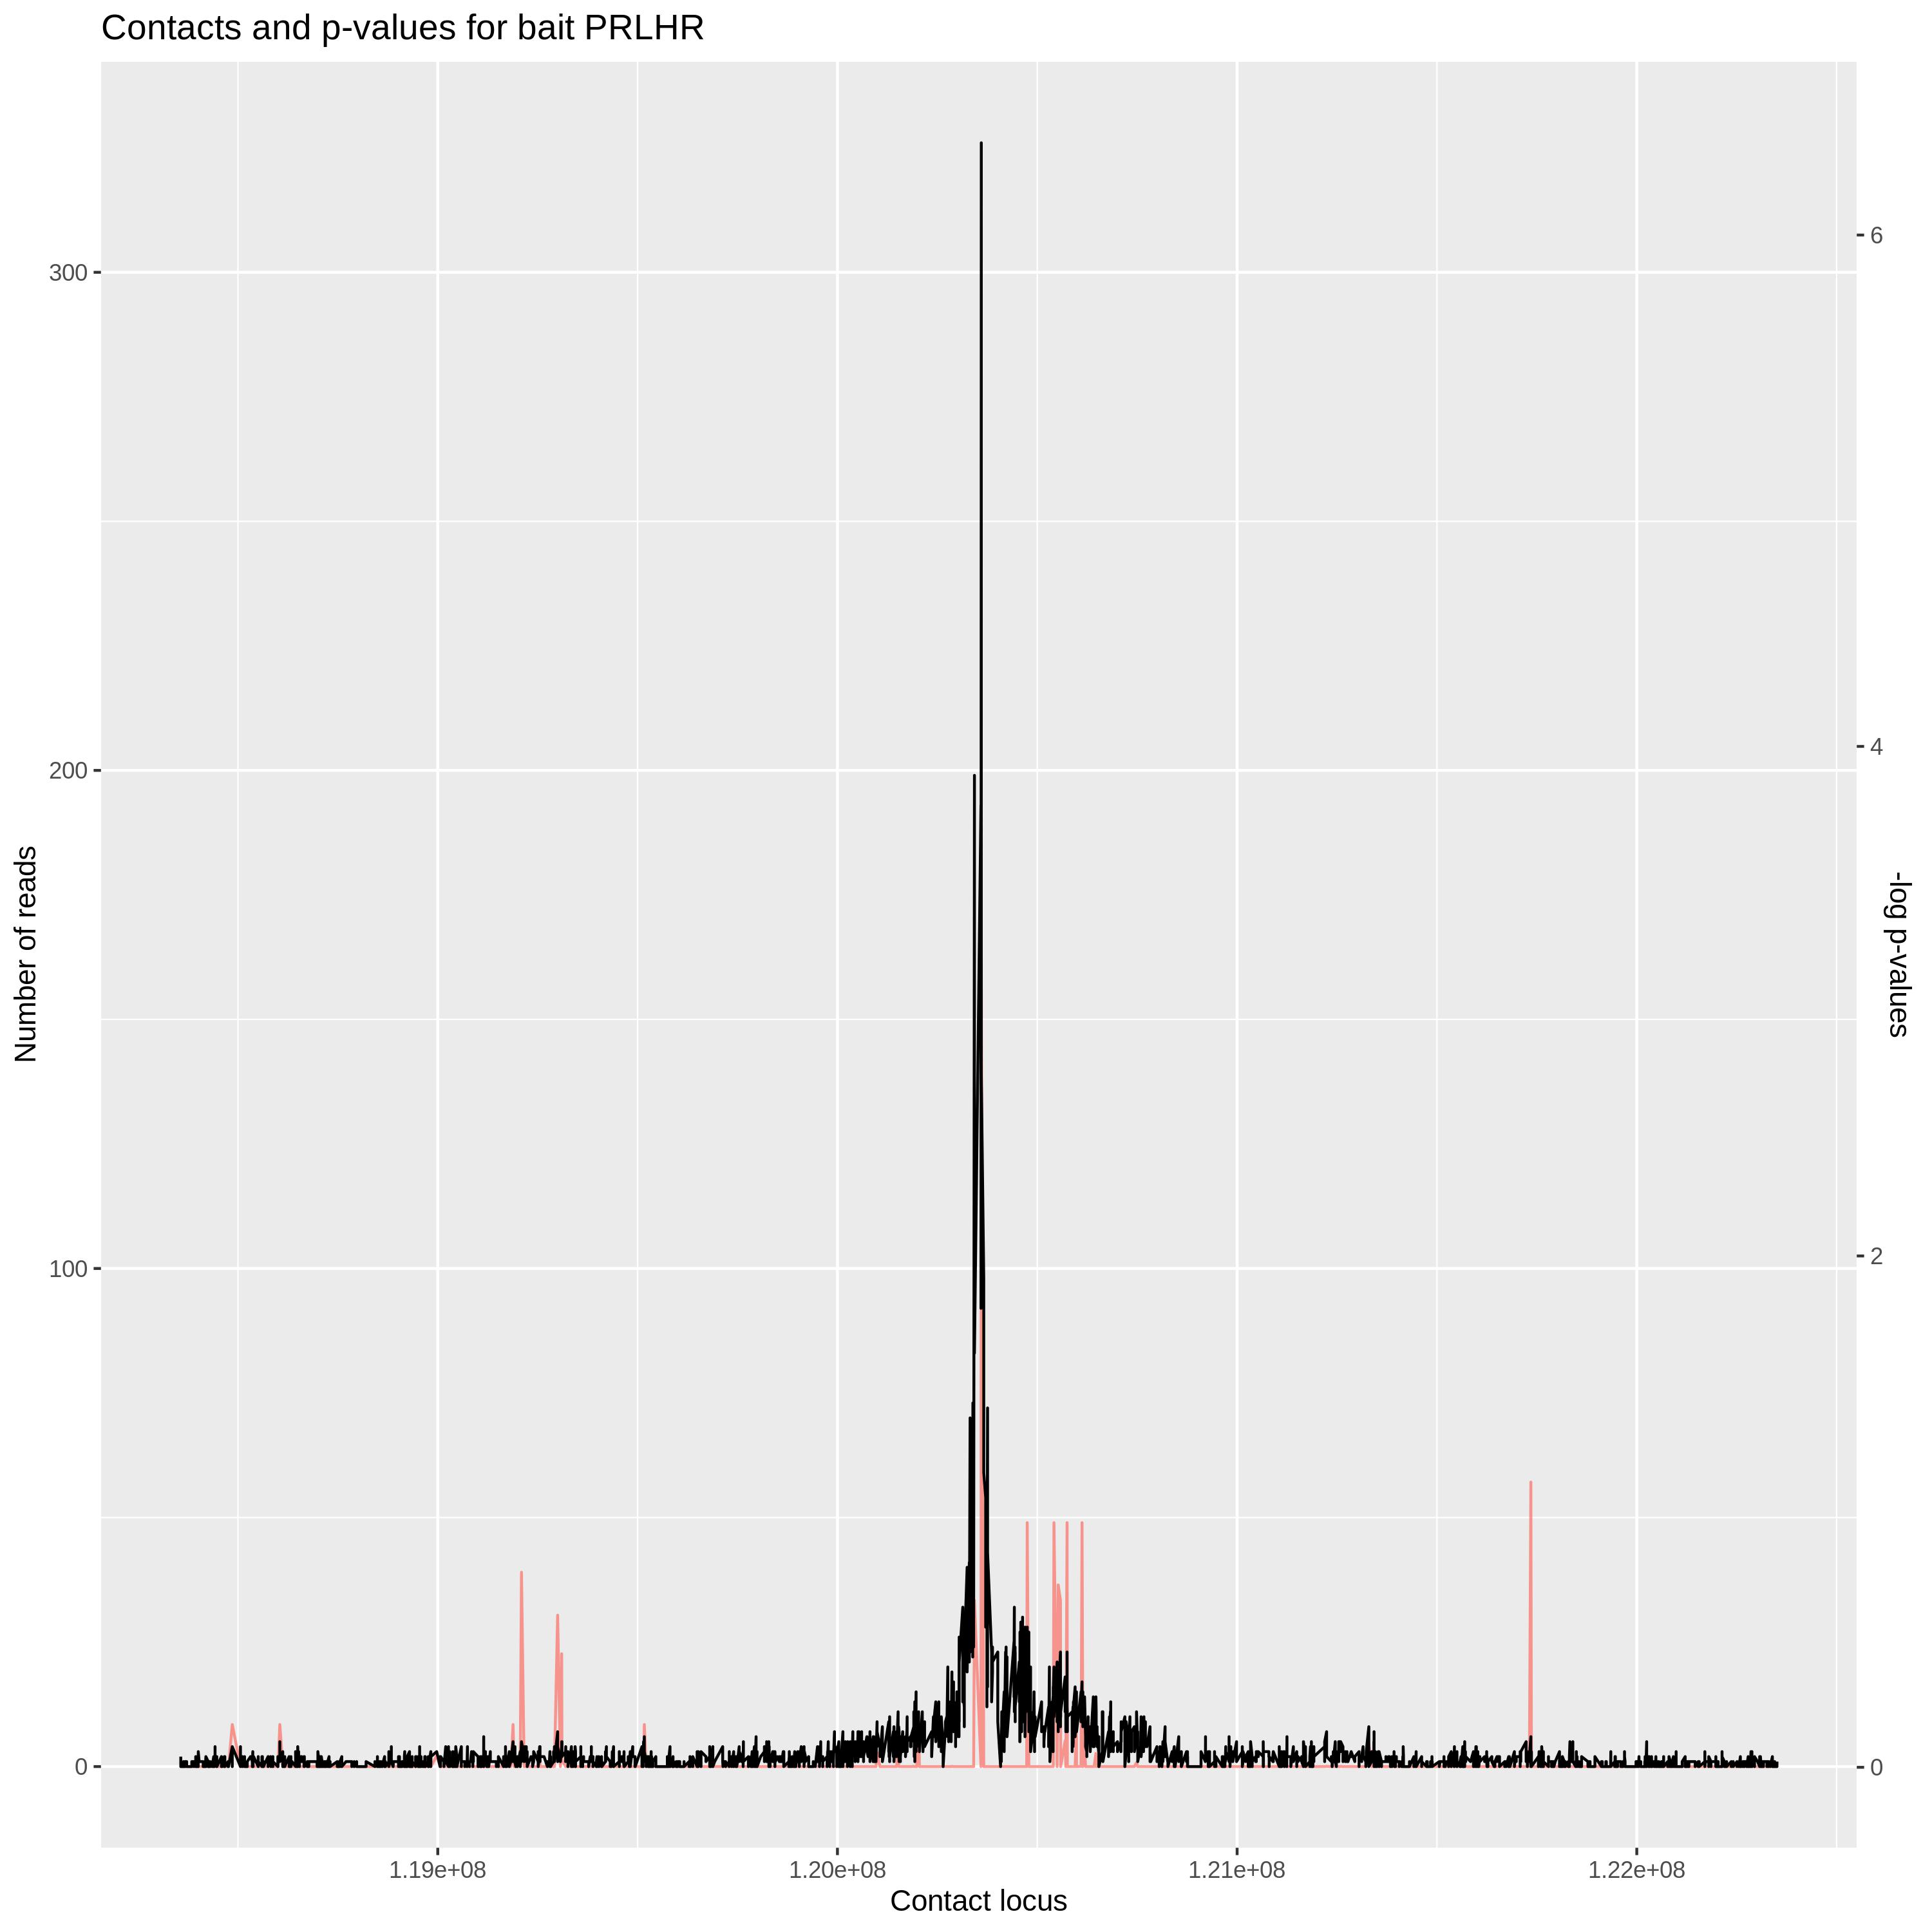 Contacts and p-values for bait PRLHR
300
200
100
0
Number of reads
6
4
2
0
-log p-values
1.19e+08
1.20e+08
1.21e+08
1.22e+08
Contact locus